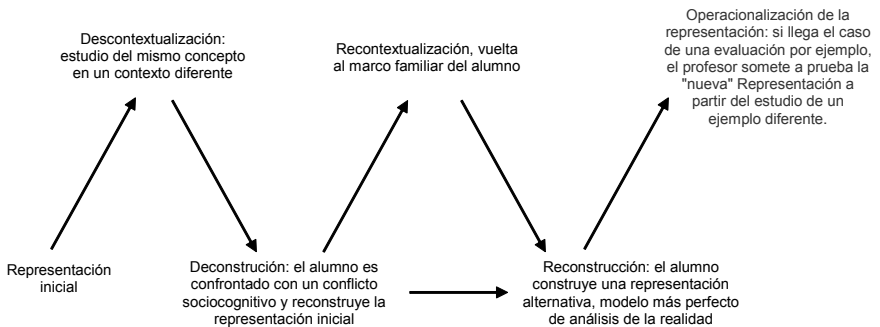 Descontextualización:
estudio del mismo concepto
en un contexto diferente
Recontextualización, vuelta
al marco familiar del alumno
Operacionalización de la
representación: si llega el caso
de una evaluación por ejemplo,
el profesor somete a prueba la
"nueva" Representación a
partir del estudio de un
ejemplo diferente.
Representación
inicial
Deconstrución: el alumno es
confrontado con un conflicto
sociocognitivo y reconstruye la
representación inicial
Reconstrucción: el alumno
construye una representación
alternativa, modelo más perfecto
de análisis de la realidad